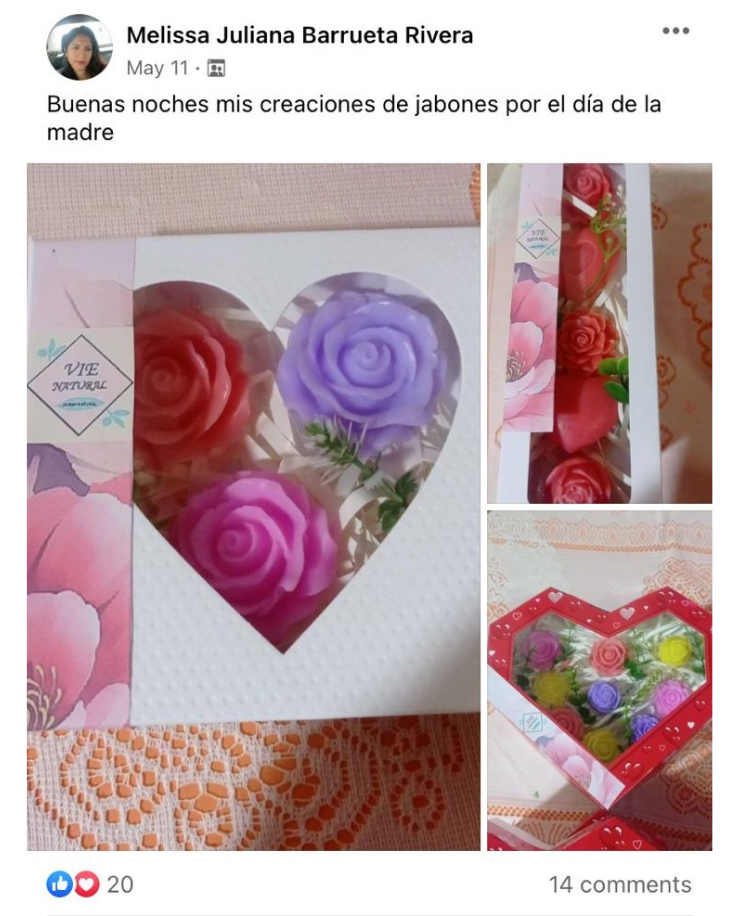 Melissa Juliana Barrueta Rivera
May 11
Buenas noches mis creaciones de jabones por el día de la
madre
VIE
NATURAL
VIE
NATURAL
20
14 comments